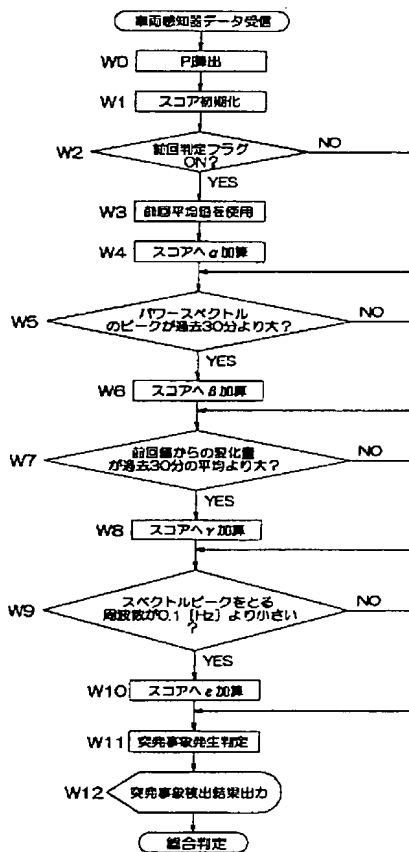 車両感知器データ受信
W0
P算出
W1
スコア初期化
W2
前回判定フラグ
ON?
NO
YES
W3
前回平均値を使用
W4
スコアへα加算
W5
パワースペクトル
のピークが過去30分より大?
NO
YES
W6
スコアへβ加算
W7
前回値からの変化量
が過去30分の平均より大?
NO
YES
W8
スコアへγ加算
W9
スペクトルピークをとる
周波数が0.1 [Hz] より小さい
?
NO
YES
W10
スコアへε加算
W11
突発事象発生判定
W12
突発事象検出結果出力
総合判定